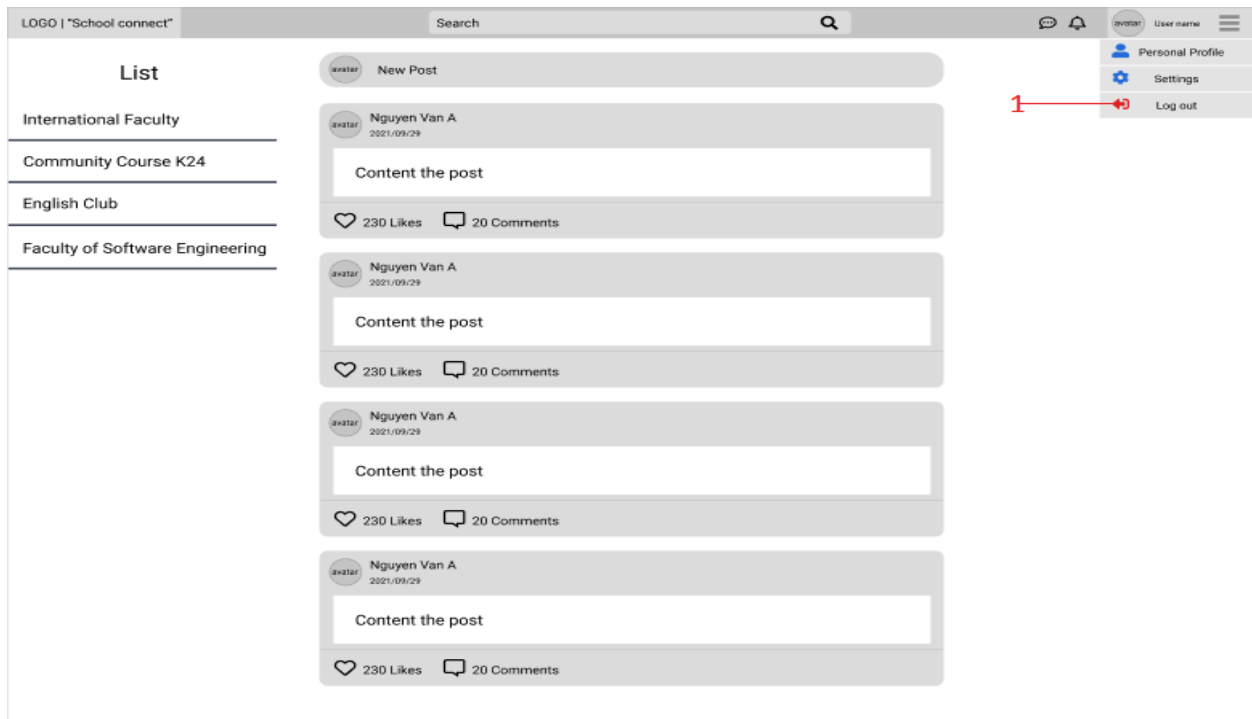 LOGO | "School connect"
Search
avatar User name
Personal Profile
Settings
1
Log out
List
International Faculty
Community Course K24
English Club
Faculty of Software Engineering
avatar New Post
avatar Nguyen Van A
2021/09/29
Content the post
230 Likes 20 Comments
avatar Nguyen Van A
2021/09/29
Content the post
230 Likes 20 Comments
avatar Nguyen Van A
2021/09/29
Content the post
230 Likes 20 Comments
avatar Nguyen Van A
2021/09/29
Content the post
230 Likes 20 Comments